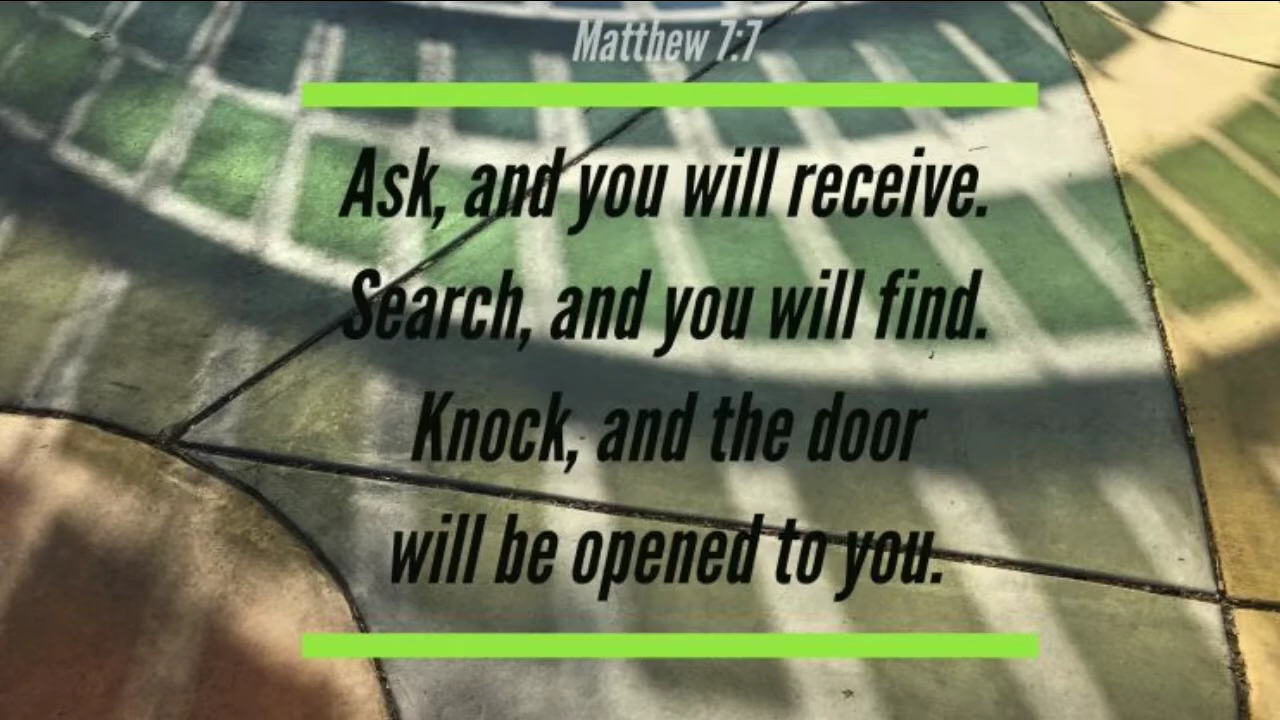 Matthew 7:7
Ask, and you will receive.
Search, and you will find.
Knock, and the door
will be opened to you.